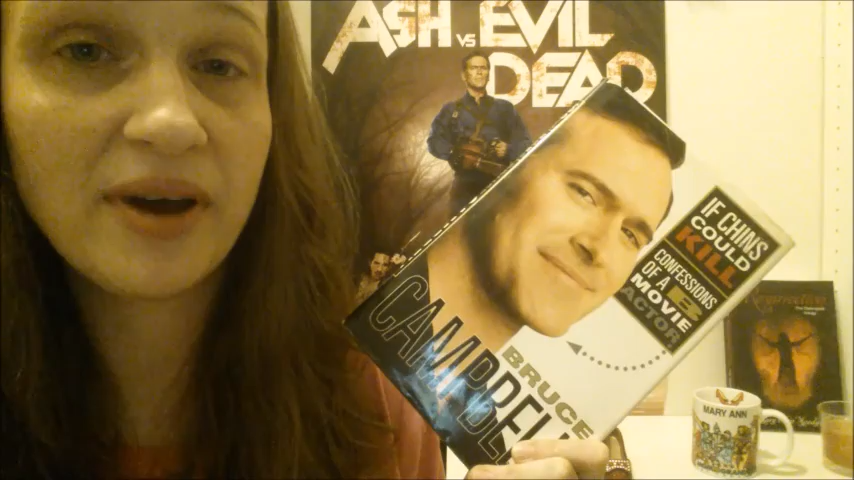 ASH vs EVIL
DEAD
IF CHINS
COULD
KILL
CONFESSIONS
OF A B
MOVIE
ACTOR
BRUCE
CAMPBELL
MARY ANN